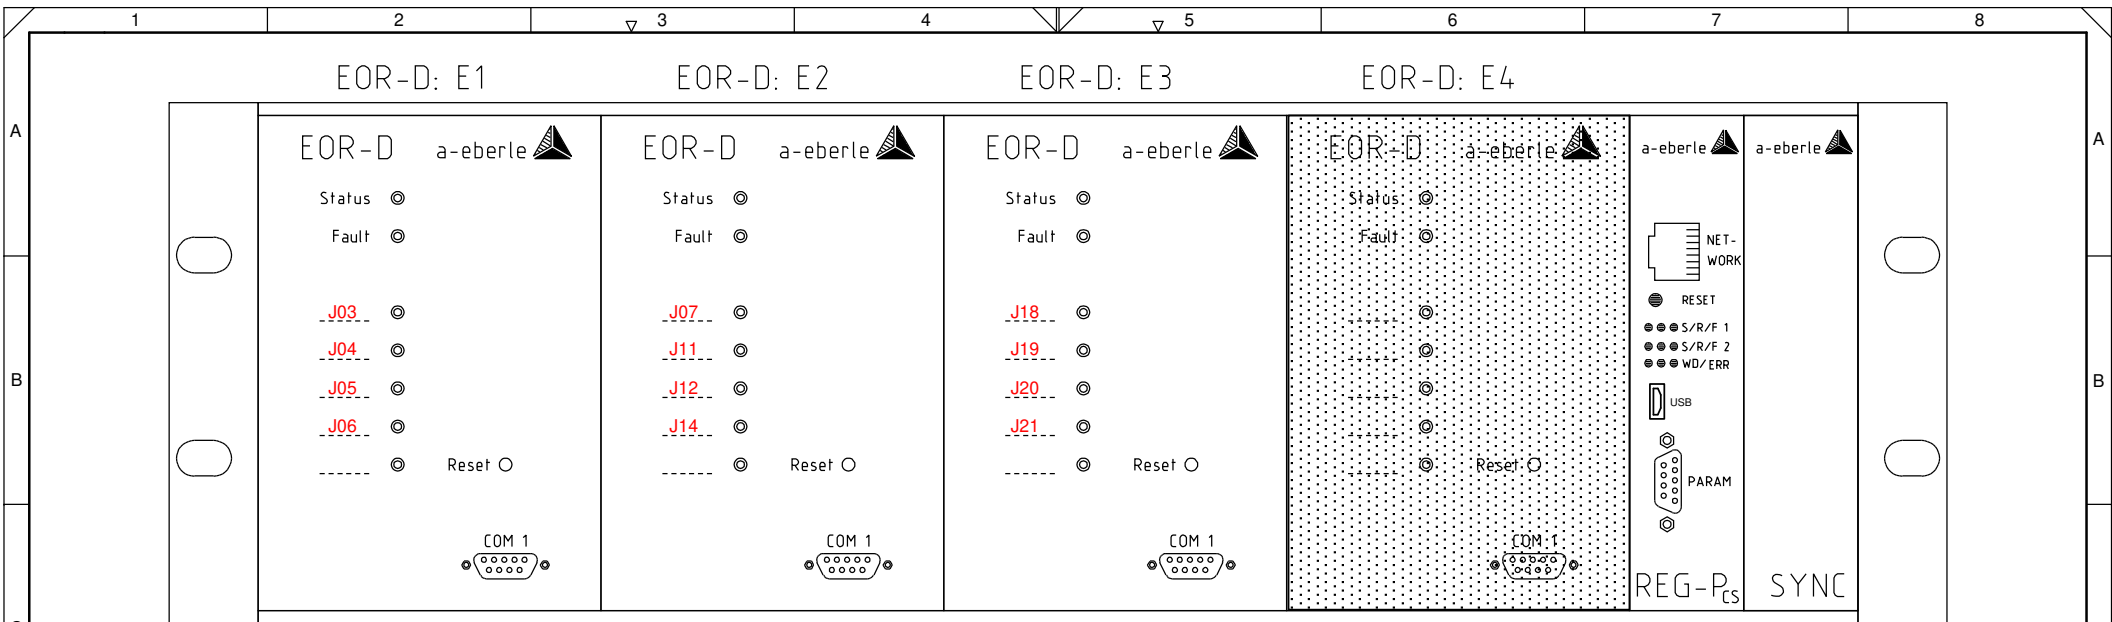 1 2 3 4 5 6 7 8
EOR-D: E1 EOR-D: E2 EOR-D: E3 EOR-D: E4
A A
EOR-D a-eberle EOR-D a-eberle EOR-D a-eberle EOR-D a-eberle a-eberle a-eberle
Status Status Status Status
Fault Fault Fault Fault
NET-
WORK
RESET
J03 J07 J18
S/R/F 1
J04 J11 J19
S/R/F 2
WD/ERR
B B
J05 J12 J20
USB
J06 J14 J21
Reset Reset Reset Reset
PARAM
COM 1 COM 1 COM 1 COM 1
REG-PCS SYNC